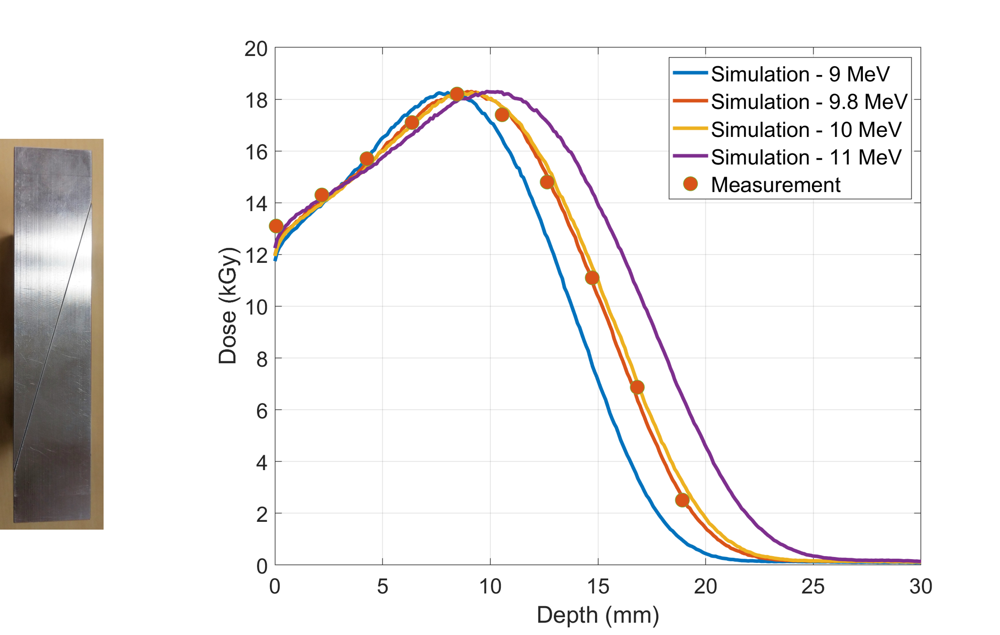 20
18
16
14
12
10
8
6
4
2
0
Dose (kGy)
0 5 10 15 20 25 30
Depth (mm)
Simulation - 9 MeV
Simulation - 9.8 MeV
Simulation - 10 MeV
Simulation - 11 MeV
Measurement